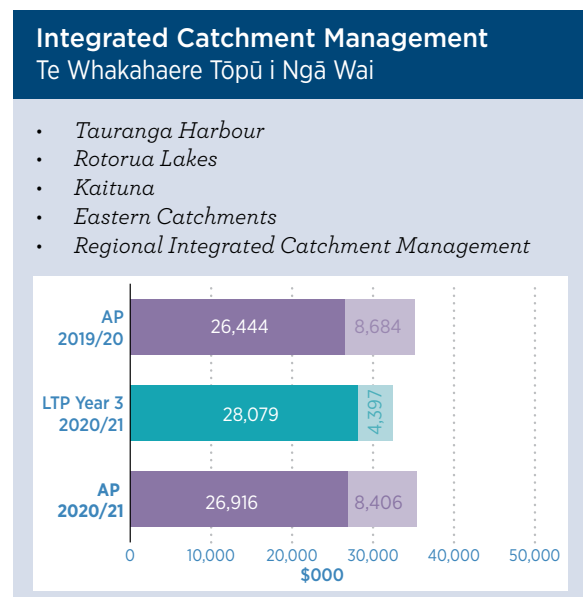 Integrated Catchment Management
Te Whakahaere Tōpū i Ngā Wai
• Tauranga Harbour
• Rotorua Lakes
• Kaituna
• Eastern Catchments
• Regional Integrated Catchment Management
AP
2019/20
26,444
8,684
LTP Year 3
2020/21
28,079
4,397
AP
2020/21
26,916
8,406
0
10,000
20,000
30,000
40,000
50,000
$000